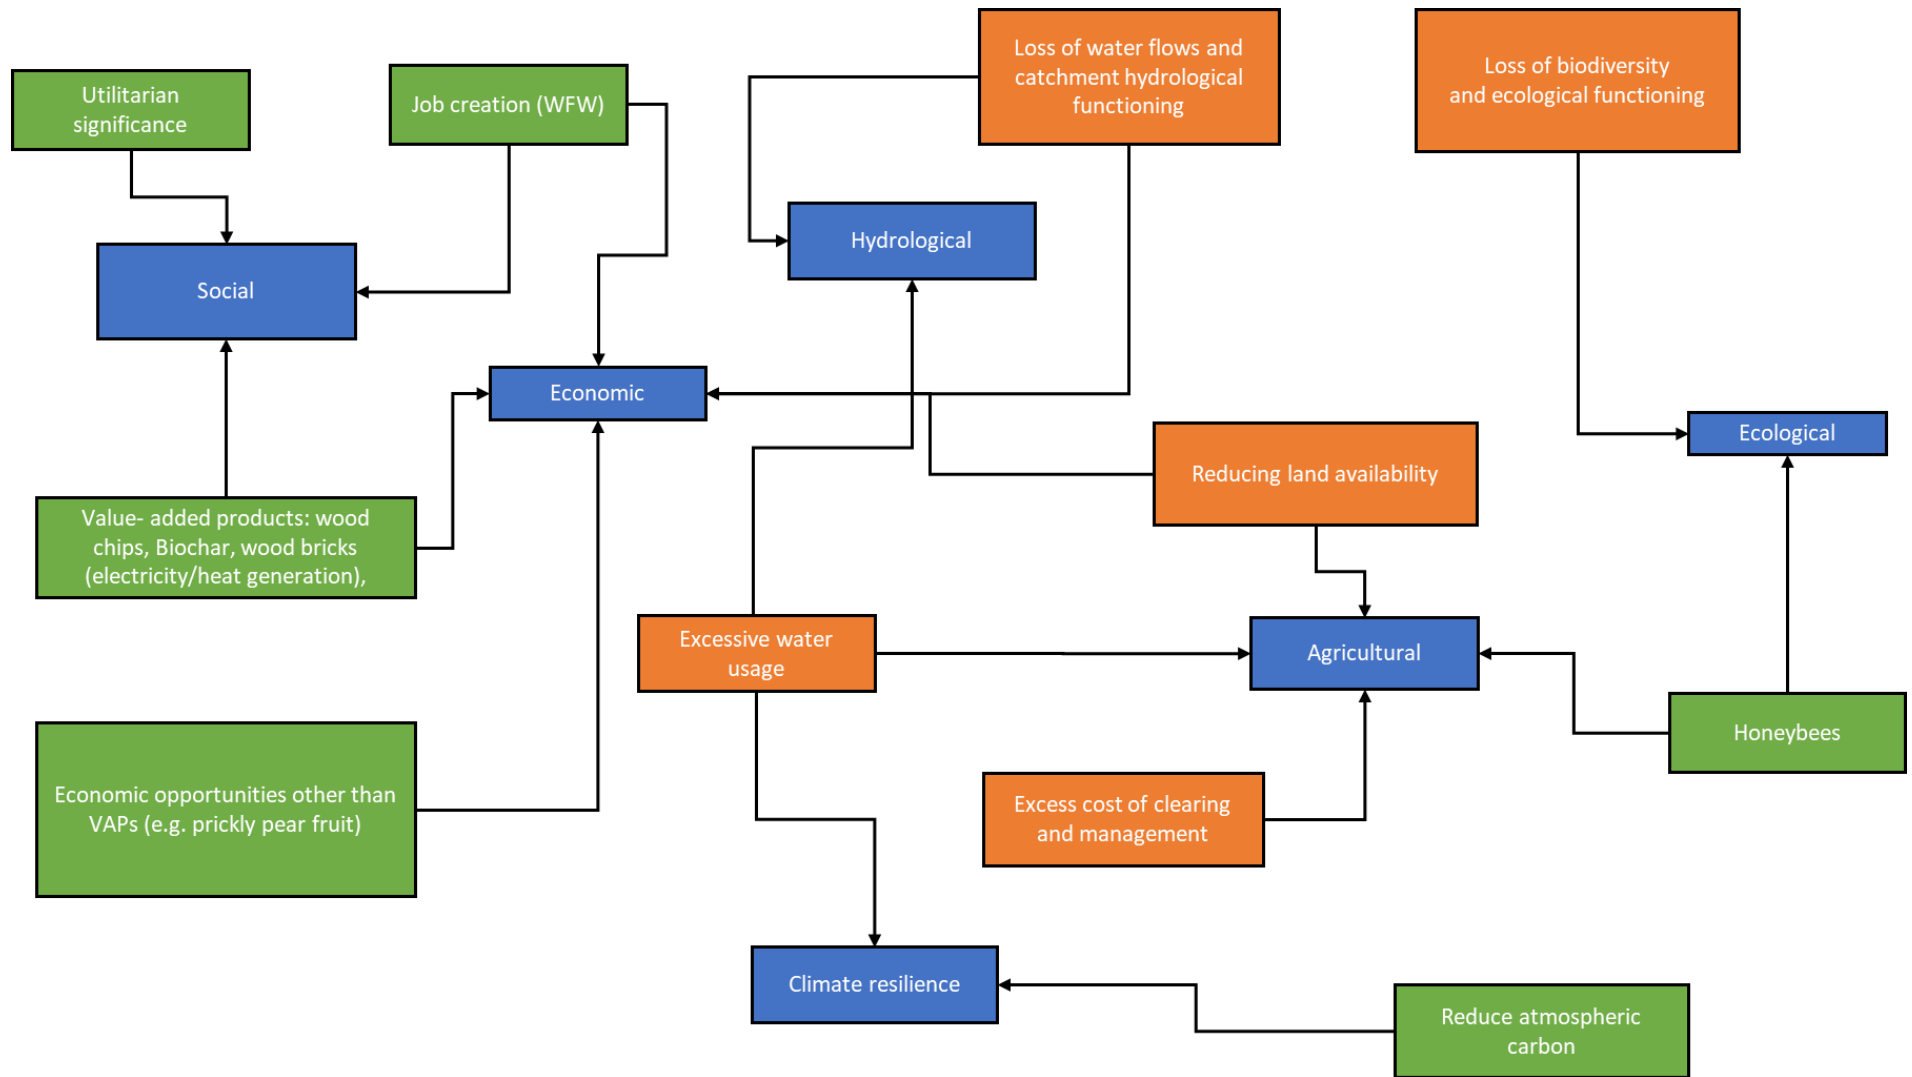 Utilitarian
significance
Job creation (WFW)
Loss of water flows and
catchment hydrological
functioning
Loss of biodiversity
and ecological functioning
Hydrological
Social
Economic
Ecological
Reducing land availability
Value- added products: wood
chips, Biochar, wood bricks
(electricity/heat generation),
Excessive water
usage
Agricultural
Honeybees
Economic opportunities other than
VAPs (e.g. prickly pear fruit)
Excess cost of clearing
and management
Climate resilience
Reduce atmospheric
carbon